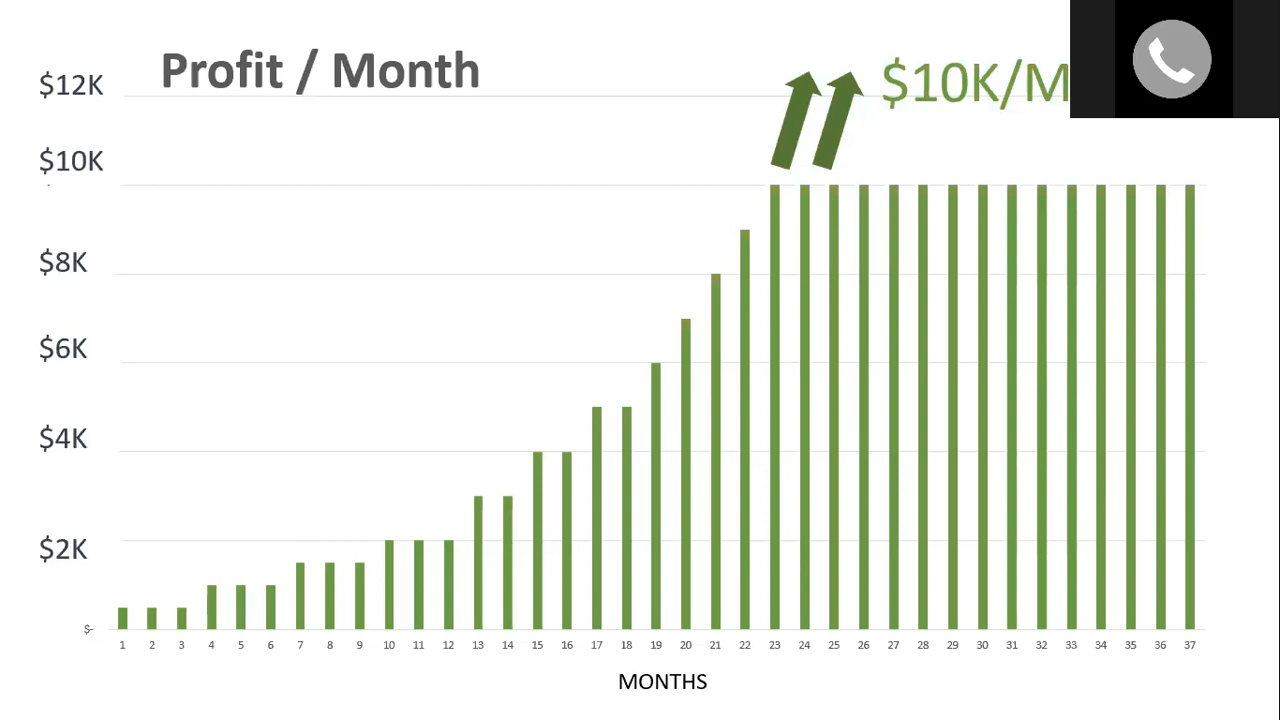 Profit / Month
$10K/M
$12K
$10K
$8K
$6K
$4K
$2K
$-
1 2 3 4 5 6 7 8 9 10 11 12 13 14 15 16 17 18 19 20 21 22 23 24 25 26 27 28 29 30 31 32 33 34 35 36 37
MONTHS